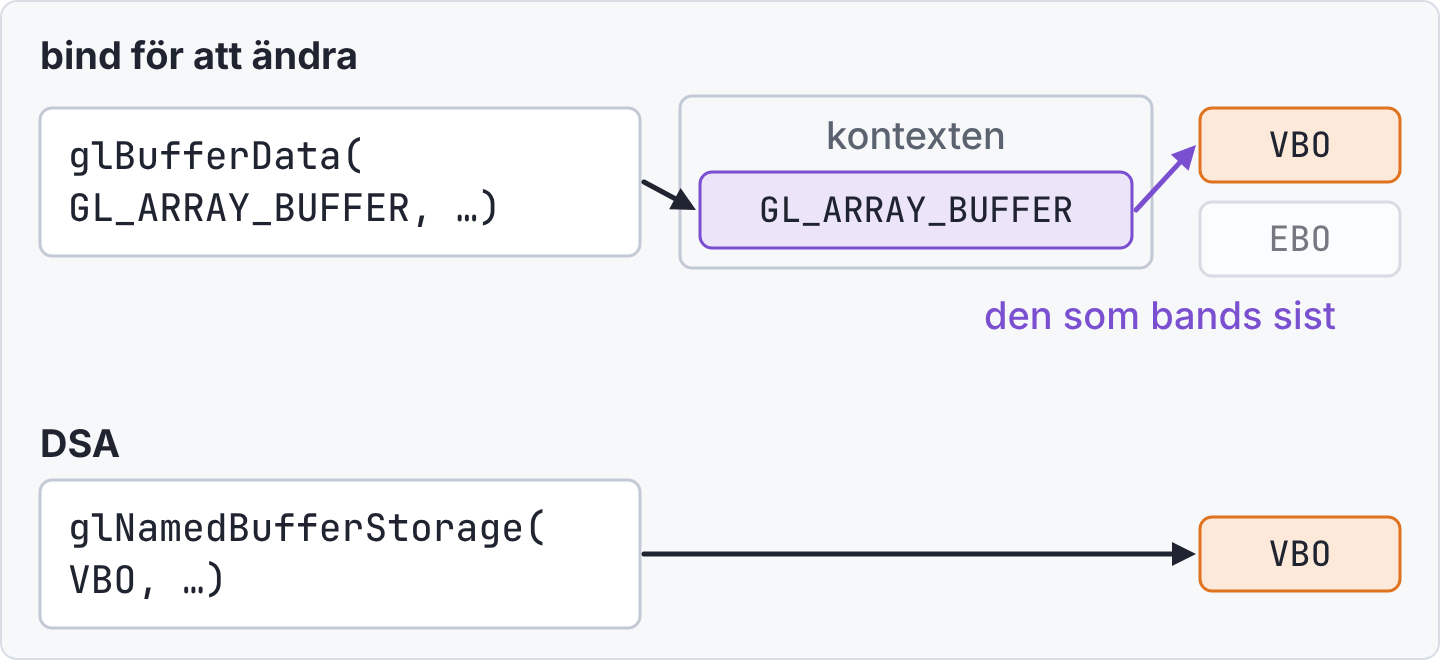 bind för att ändra
glBufferData(
GL_ARRAY_BUFFER, …)
kontexten
GL_ARRAY_BUFFER
VBO
EBO
den som bands sist
DSA
glNamedBufferStorage(
VBO, …)
VBO